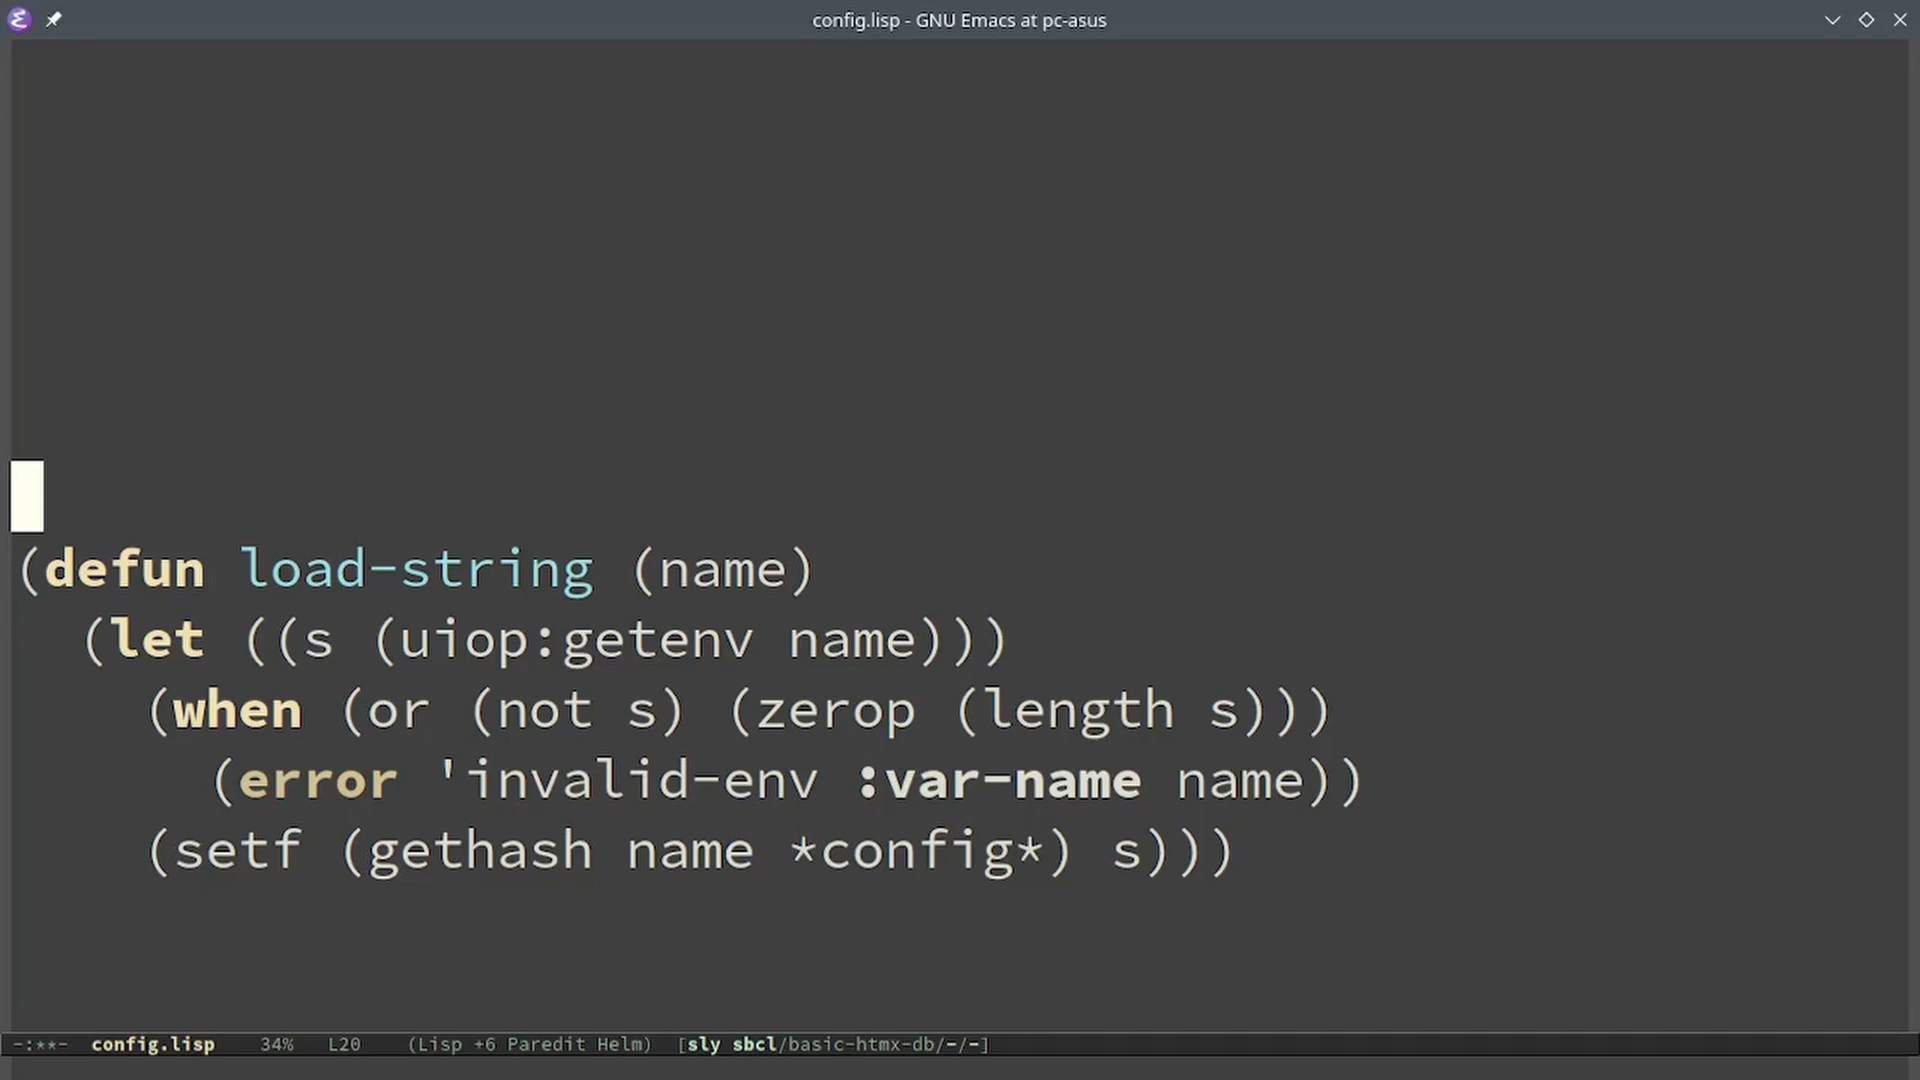 config.lisp - GNU Emacs at pc-asus
(defun load-string (name)
  (let ((s (uiop:getenv name)))
    (when (or (not s) (zerop (length s)))
      (error 'invalid-env :var-name name))
    (setf (gethash name *config*) s)))
-:**- config.lisp 34% L20 (Lisp +6 Paredit Helm) [sly sbcl/basic-htmx-db/-/-]